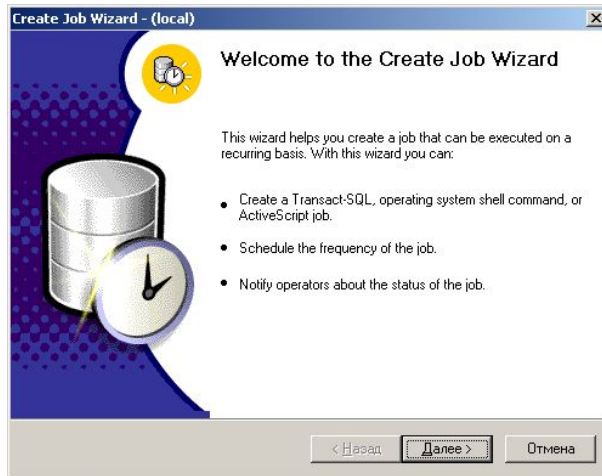 Create Job Wizard - (local)
Welcome to the Create Job Wizard
This wizard helps you create a job that can be executed on a
recurring basis. With this wizard you can:
Create a Transact-SQL, operating system shell command, or
ActiveScript job.
Schedule the frequency of the job.
Notify operators about the status of the job.
< Назад
Далее >
Отмена